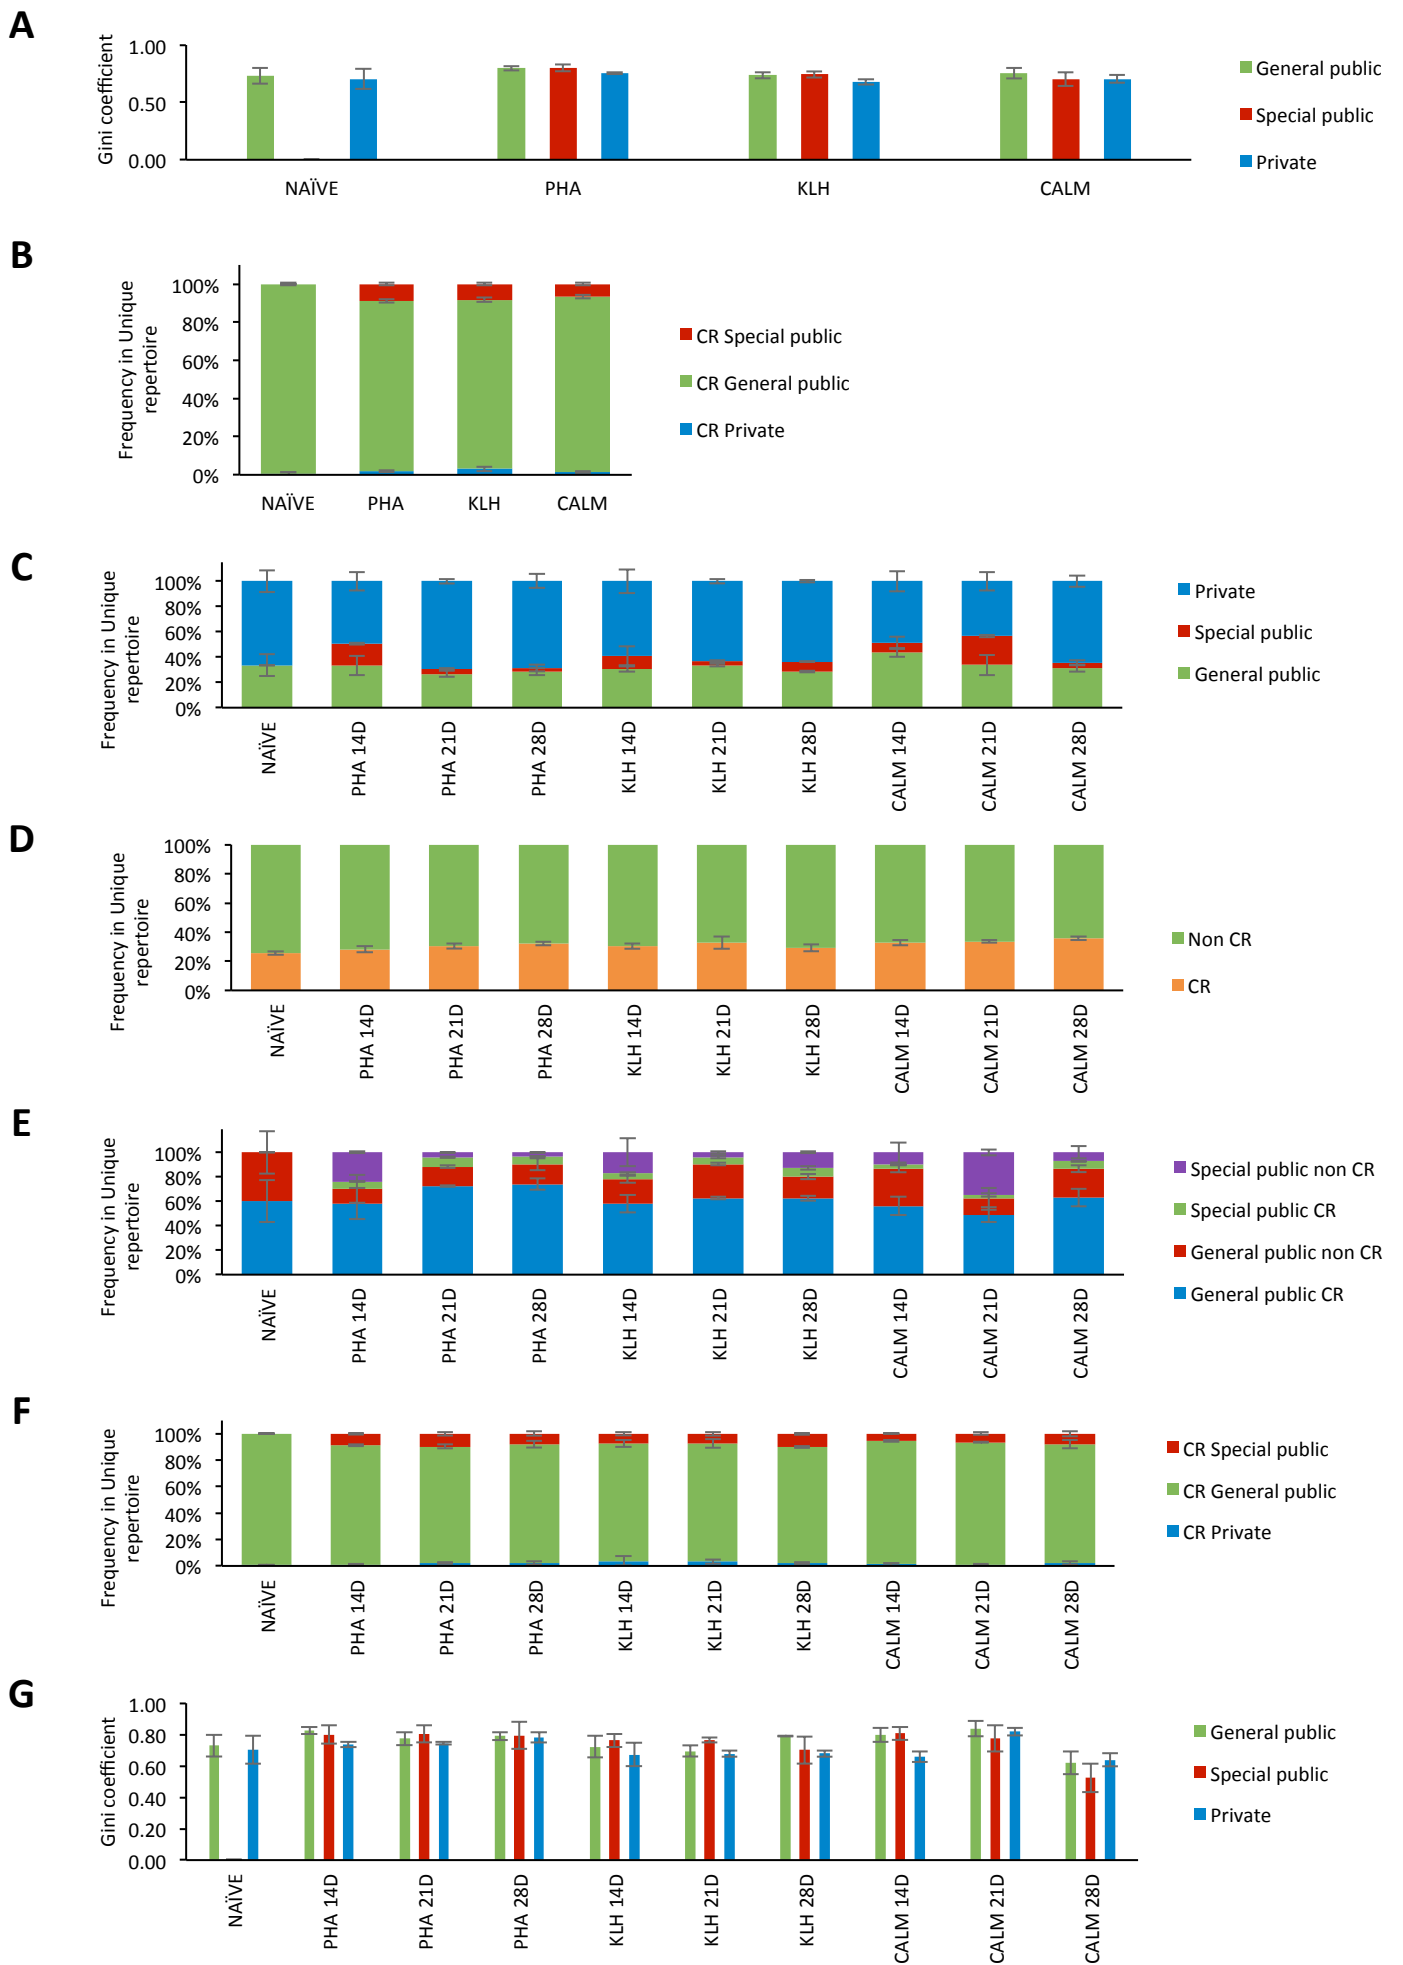 A
Gini coefficient
1.00
0.50
0.00
NAÏVE PHA KLH CALM
General public
Special public
Private
B
Frequency in Unique
repertoire
100%
80%
60%
40%
20%
0%
NAÏVE PHA KLH CALM
CR Special public
CR General public
CR Private
C
Frequency in Unique
repertoire
100%
80%
60%
40%
20%
0%
NAÏVE
PHA 14D
PHA 21D
PHA 28D
KLH 14D
KLH 21D
KLH 28D
CALM 14D
CALM 21D
CALM 28D
Private
Special public
General public
D
Frequency in Unique
repertoire
100%
80%
60%
40%
20%
0%
NAÏVE
PHA 14D
PHA 21D
PHA 28D
KLH 14D
KLH 21D
KLH 28D
CALM 14D
CALM 21D
CALM 28D
Non CR
CR
E
Frequency in Unique
repertoire
100%
80%
60%
40%
20%
0%
NAÏVE
PHA 14D
PHA 21D
PHA 28D
KLH 14D
KLH 21D
KLH 28D
CALM 14D
CALM 21D
CALM 28D
Special public non CR
Special public CR
General public non CR
General public CR
F
Frequency in Unique
repertoire
100%
80%
60%
40%
20%
0%
NAÏVE
PHA 14D
PHA 21D
PHA 28D
KLH 14D
KLH 21D
KLH 28D
CALM 14D
CALM 21D
CALM 28D
CR Special public
CR General public
CR Private
G
Gini coefficient
1.00
0.80
0.60
0.40
0.20
0.00
NAÏVE
PHA 14D
PHA 21D
PHA 28D
KLH 14D
KLH 21D
KLH 28D
CALM 14D
CALM 21D
CALM 28D
General public
Special public
Private